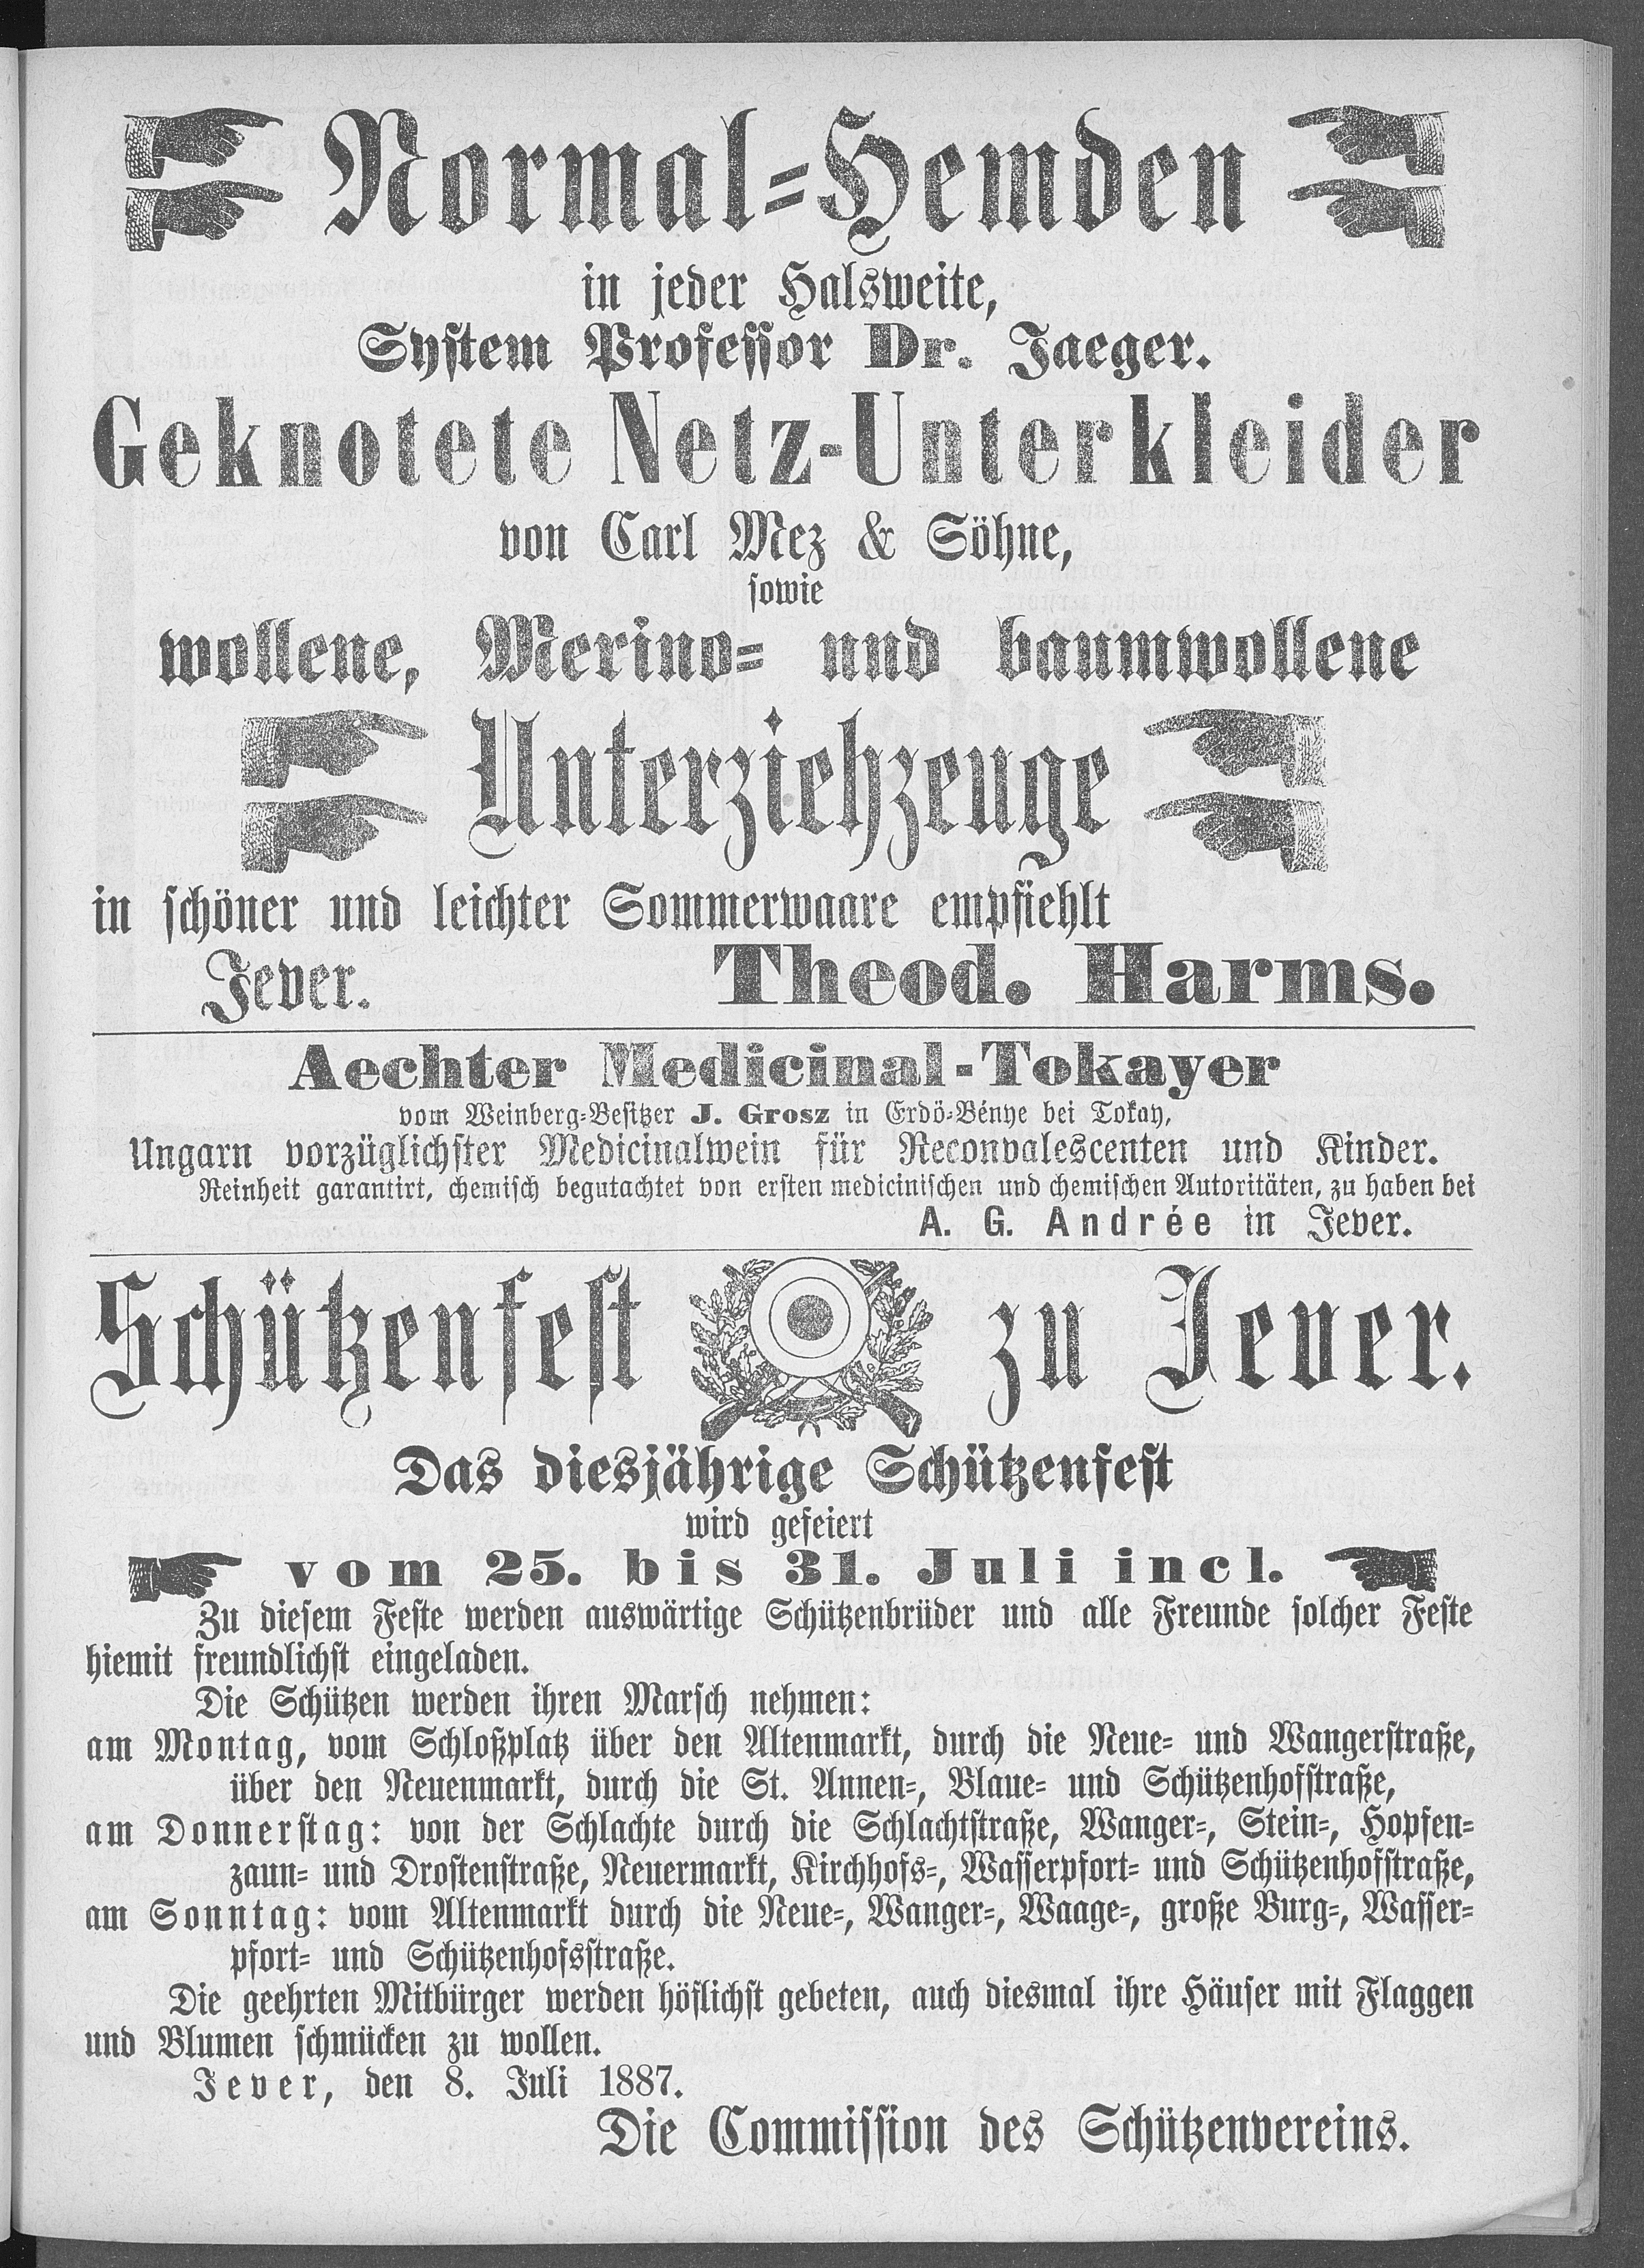 Normal-Hemden
in jeder Halsweite,
System Professor Dr. Jaeger.
Geknotete Netz-Unterkleider
von Carl Mez & Söhne,
sowie
wollene, Merino- und baumwollene
Unterziehzeuge
in schöner und leichter Sommerwaare empfiehlt
Jever. Theod. Harms.
Aechter Medicinal-Tokayer
vom Weinberg-Besitzer J. Grosz in Erdö-Bénye bei Tokay,
Ungarn vorzüglichster Medicinalwein für Reconvalescenten und Kinder.
Reinheit garantirt, chemisch begutachtet von ersten medicinischen und chemischen Autoritäten, zu haben bei
A. G. Andrée in Jever.
Schützenfest zu Jever.
Das diesjährige Schützenfest
wird gefeiert
vom 25. bis 31. Juli incl.
Zu diesem Feste werden auswärtige Schützenbrüder und alle Freunde solcher Feste
hiemit freundlichst eingeladen.
Die Schützen werden ihren Marsch nehmen:
am Montag, vom Schloßplatz über den Altenmarkt, durch die Neue- und Wangerstraße,
über den Neuenmarkt, durch die St. Annen-, Blaue- und Schützenhofstraße,
am Donnerstag: von der Schlachte durch die Schlachtstraße, Wanger-, Stein-, Hopfen-
zaun- und Drostenstraße, Neuermarkt, Kirchhofs-, Wasserpfort- und Schützenhofstraße,
am Sonntag: vom Altenmarkt durch die Neue-, Wanger-, Waage-, große Burg-, Wasser-
pfort- und Schützenhofsstraße.
Die geehrten Mitbürger werden höflichst gebeten, auch diesmal ihre Häuser mit Flaggen
und Blumen schmücken zu wollen.
Jever, den 8. Juli 1887.
Die Commission des Schützenvereins.